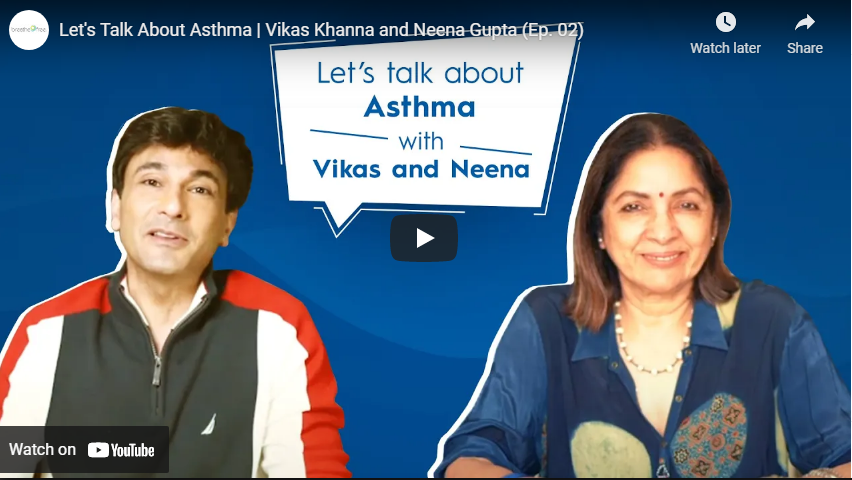 breathefree
Let's Talk About Asthma | Vikas Khanna and Neena Gupta (Ep. 02)
Watch later
Share
Let's talk about
Asthma
with
Vikas and Neena
Watch on YouTube